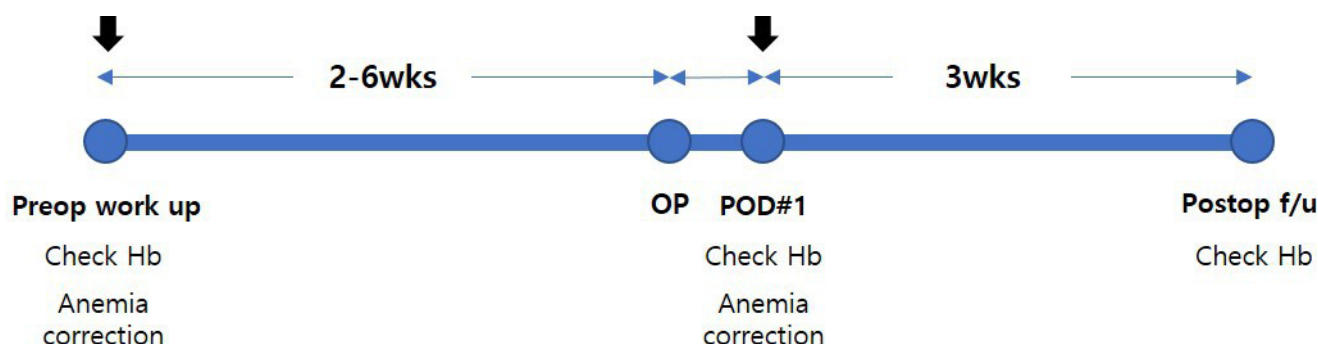 2-6wks
3wks
Preop work up
OP
POD#1
Postop f/u
Check Hb
Check Hb
Check Hb
Anemia
correction
Anemia
correction